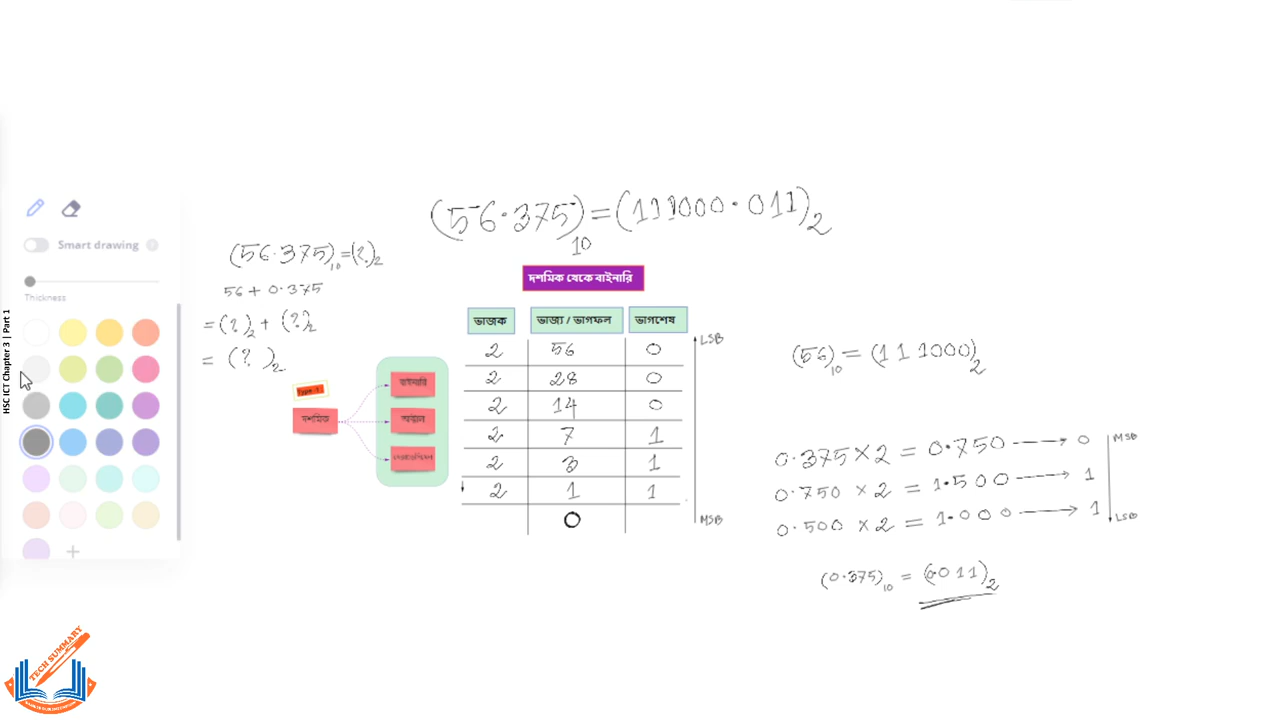 (56.375)10 = (111000.011)2
(56.375)10 = (?)2
56 + 0.375
= (?)2 + (?)2
= (?)2
দশমিক থেকে বাইনারি
ভাজক ভাজ্য / ভাগফল ভাগশেষ
2 56 0
2 28 0
2 14 0
2 7 1
2 3 1
2 1 1
0
LSB
MSB
দশমিক
বাইনারি
অক্টাল
(56)10 = (111000)2
0.375 × 2 = 0.750 → 0
0.750 × 2 = 1.500 → 1
0.500 × 2 = 1.000 → 1
MSB
LSB
(0.375)10 = (0.011)2
Smart drawing ?
Thickness
HSC ICT Chapter 3 | Part 1
TECH SUMMARY